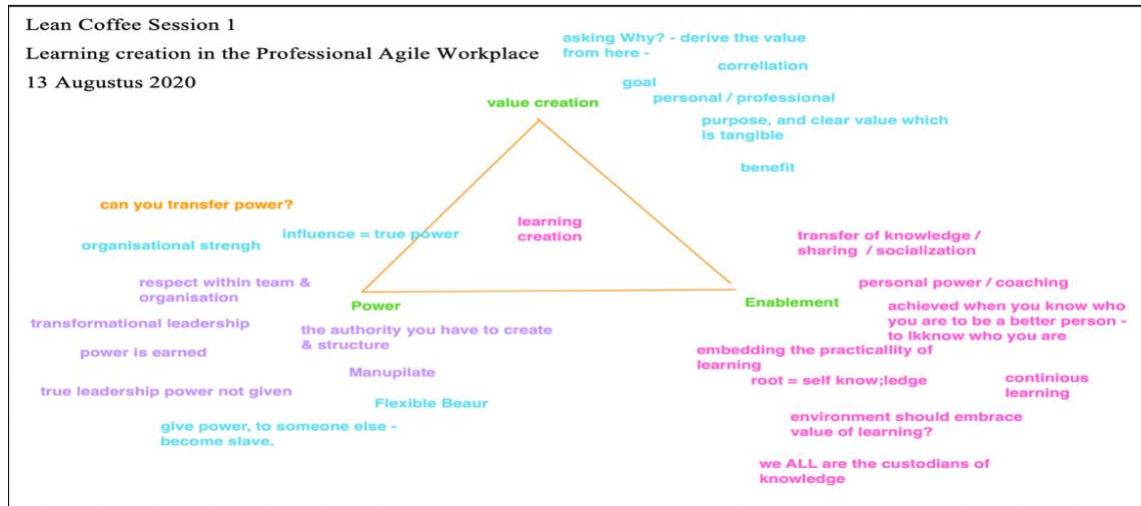 Lean Coffee Session 1
Learning creation in the Professional Agile Workplace
13 Augustus 2020
asking Why? - derive the value
from here -
correllation
goal
personal / professional
value creation
purpose, and clear value which
is tangible
benefit
can you transfer power?
influence = true power
organisational strengh
learning
creation
transfer of knowledge /
sharing / socialization
respect within team &
organisation
Power
personal power / coaching
Enablement
achieved when you know who
you are to be a better person -
to lkknow who you are
transformational leadership
the authority you have to create
& structure
power is earned
embedding the practicallity of
learning
Manupilate
root = self know;ledge
continious
learning
true leadership power not given
Flexible Beaur
give power, to someone else -
become slave.
environment should embrace
value of learning?
we ALL are the custodians of
knowledge